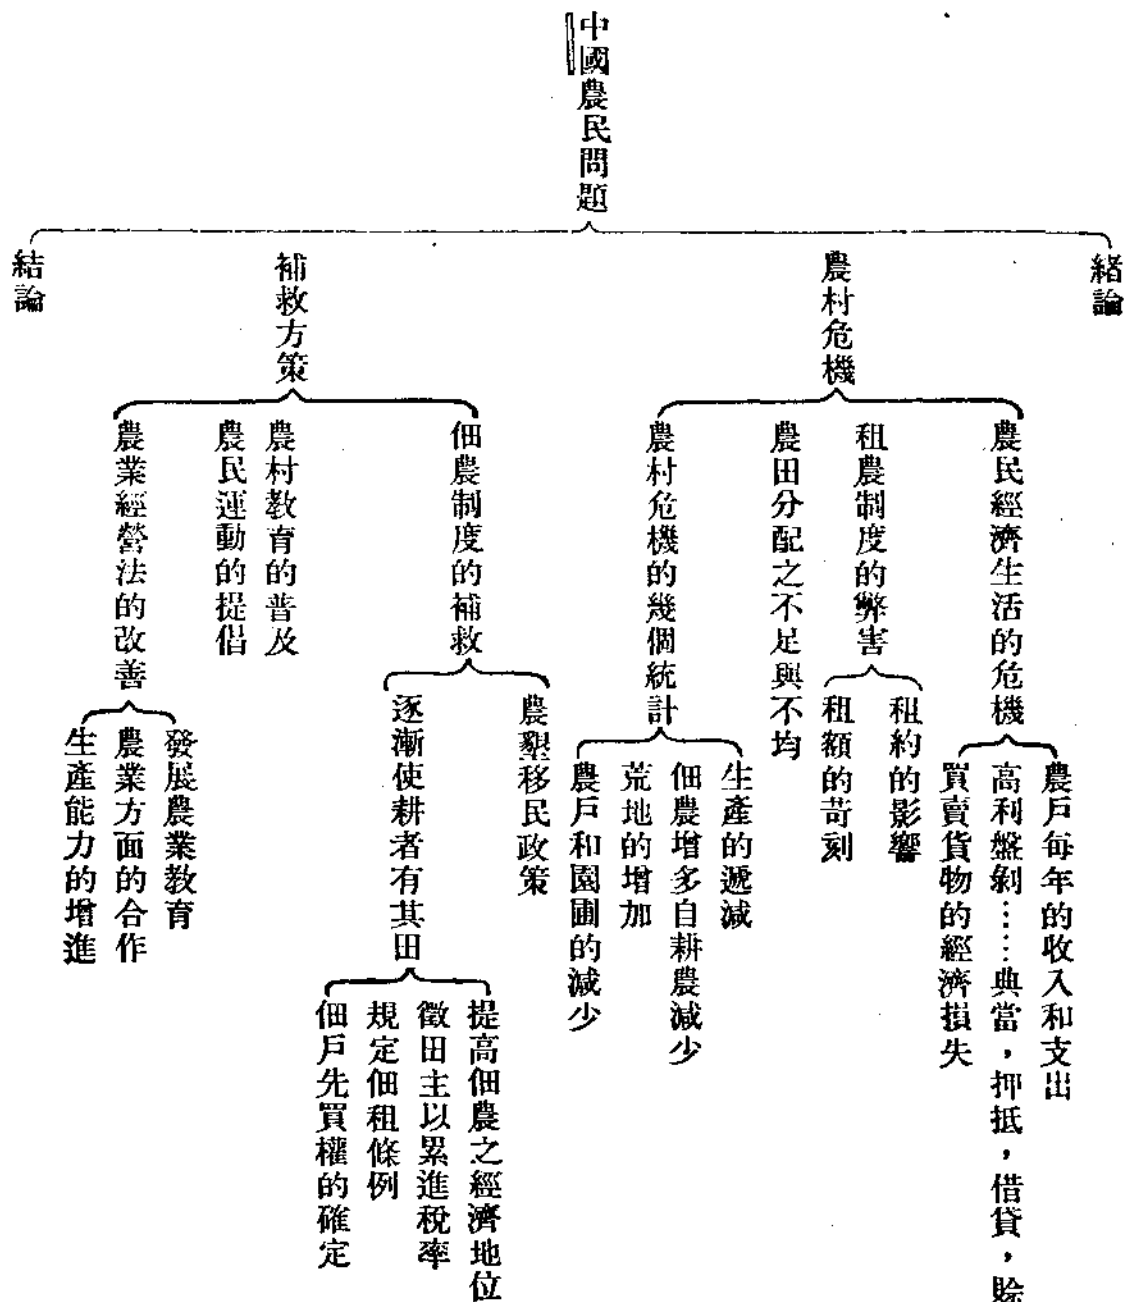 中國農民問題
緒論
農村危機
農民經濟生活的危機
農戶每年的收入和支出
高利盤剝……典當，押抵，借貸，賒
買賣貨物的經濟損失
租農制度的弊害
租約的影響
租額的苛刻
農田分配之不足與不均
農村危機的幾個統計
生產的遞減
佃農增多自耕農減少
荒地的增加
農戶和園圃的減少
補救方策
佃農制度的補救
農墾移民政策
逐漸使耕者有其田
提高佃農之經濟地位
徵田主以累進稅率
規定佃租條例
佃戶先買權的確定
農村教育的普及
農民運動的提倡
農業經營法的改善
發展農業教育
農業方面的合作
生產能力的增進
結論